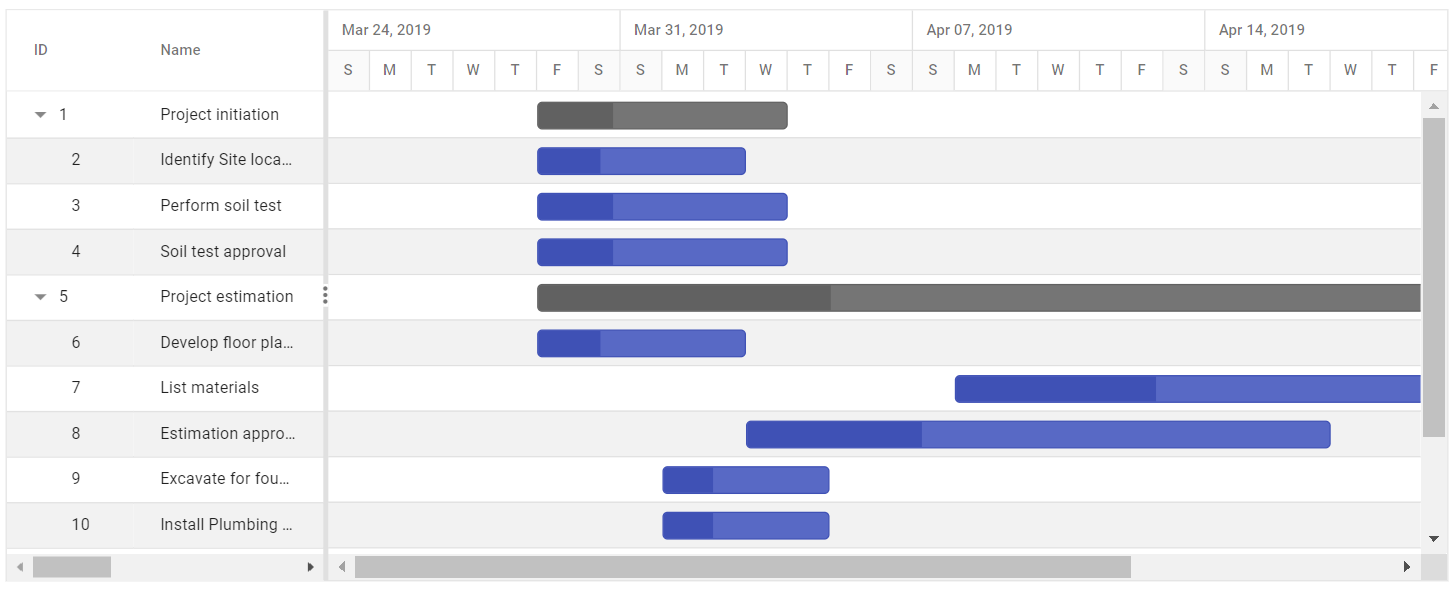 ID Name Mar 24, 2019 Mar 31, 2019 Apr 07, 2019 Apr 14, 2019
S M T W T F S S M T W T F S S M T W T F S S M T W T F
1 Project initiation
2 Identify Site loca...
3 Perform soil test
4 Soil test approval
5 Project estimation
6 Develop floor pla...
7 List materials
8 Estimation appro...
9 Excavate for fou...
10 Install Plumbing ...